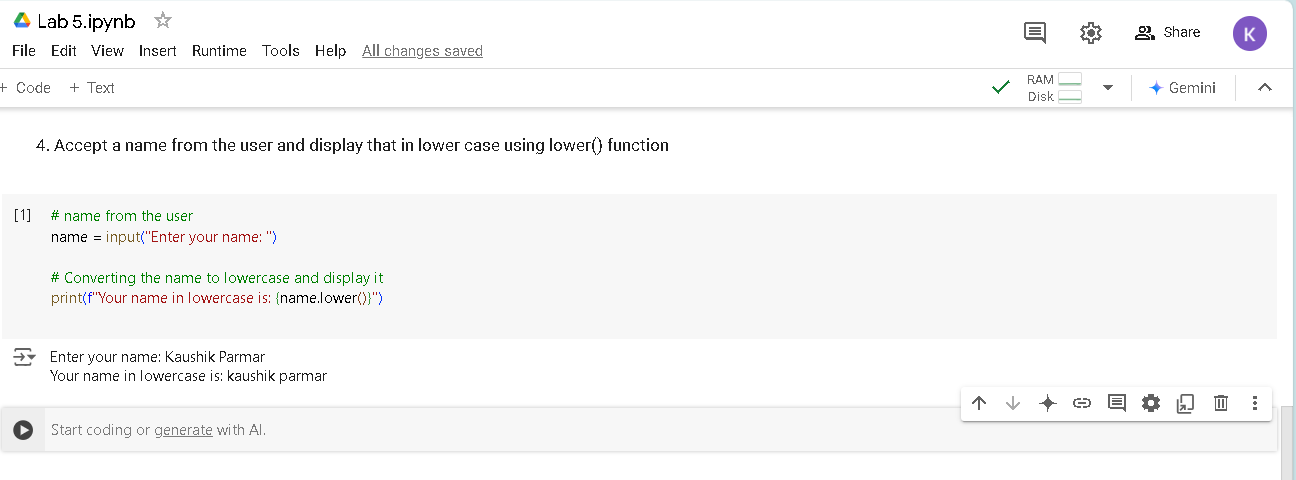 Lab 5.ipynb
File Edit View Insert Runtime Tools Help All changes saved
Share
K
+ Code + Text
RAM
Disk
Gemini
4. Accept a name from the user and display that in lower case using lower() function
[1] # name from the user
name = input("Enter your name: ")
# Converting the name to lowercase and display it
print(f"Your name in lowercase is: {name.lower()}")
Enter your name: Kaushik Parmar
Your name in lowercase is: kaushik parmar
Start coding or generate with AI.